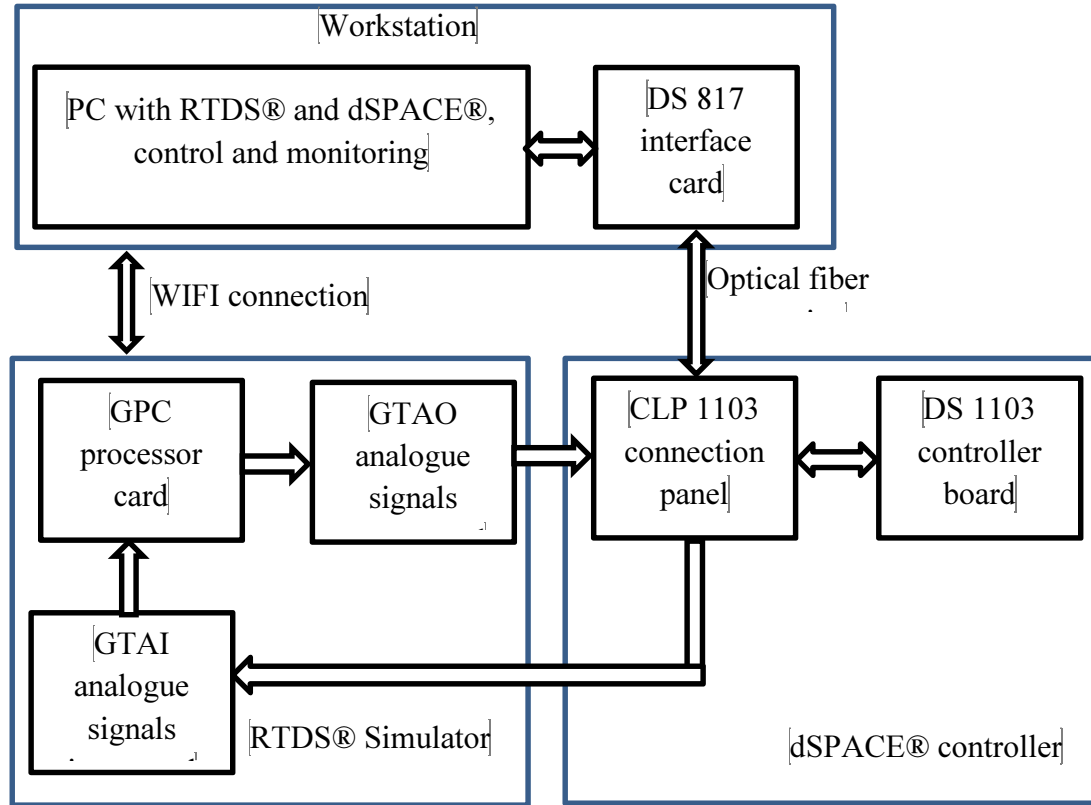 Workstation
PC with RTDS® and dSPACE®,
control and monitoring
DS 817
interface
card
WIFI connection
Optical fiber
GPC
processor
card
GTAO
analogue
signals
CLP 1103
connection
panel
DS 1103
controller
board
GTAI
analogue
signals
RTDS® Simulator
dSPACE® controller